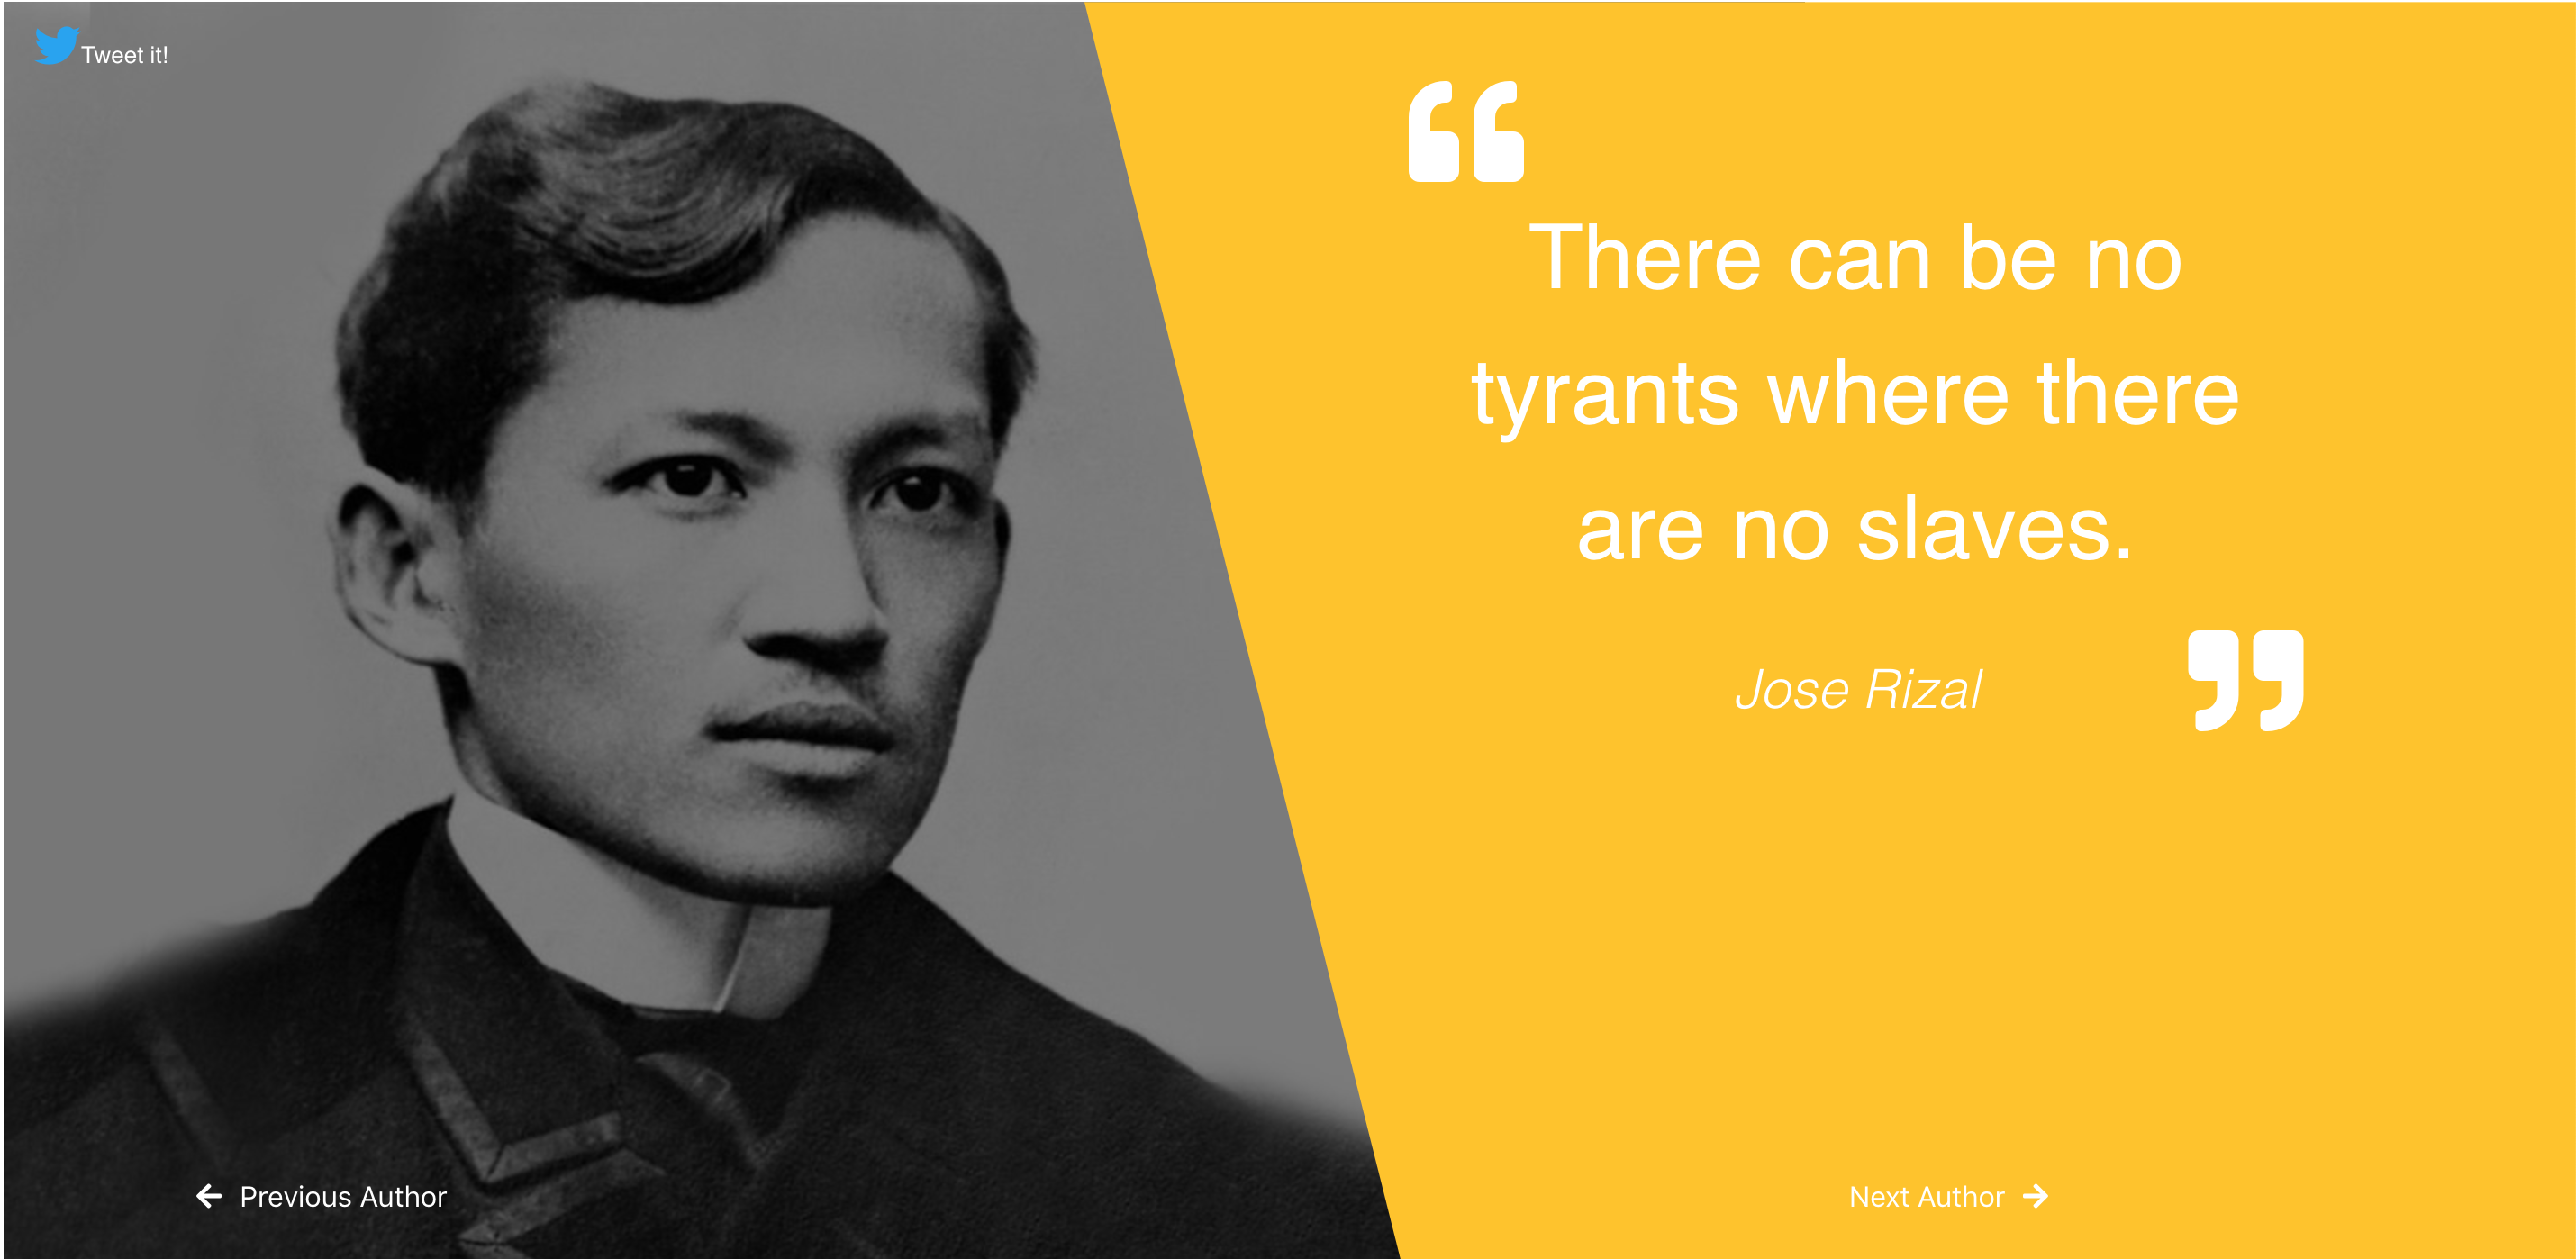 Tweet it!
There can be no
tyrants where there
are no slaves.
Jose Rizal
Previous Author
Next Author